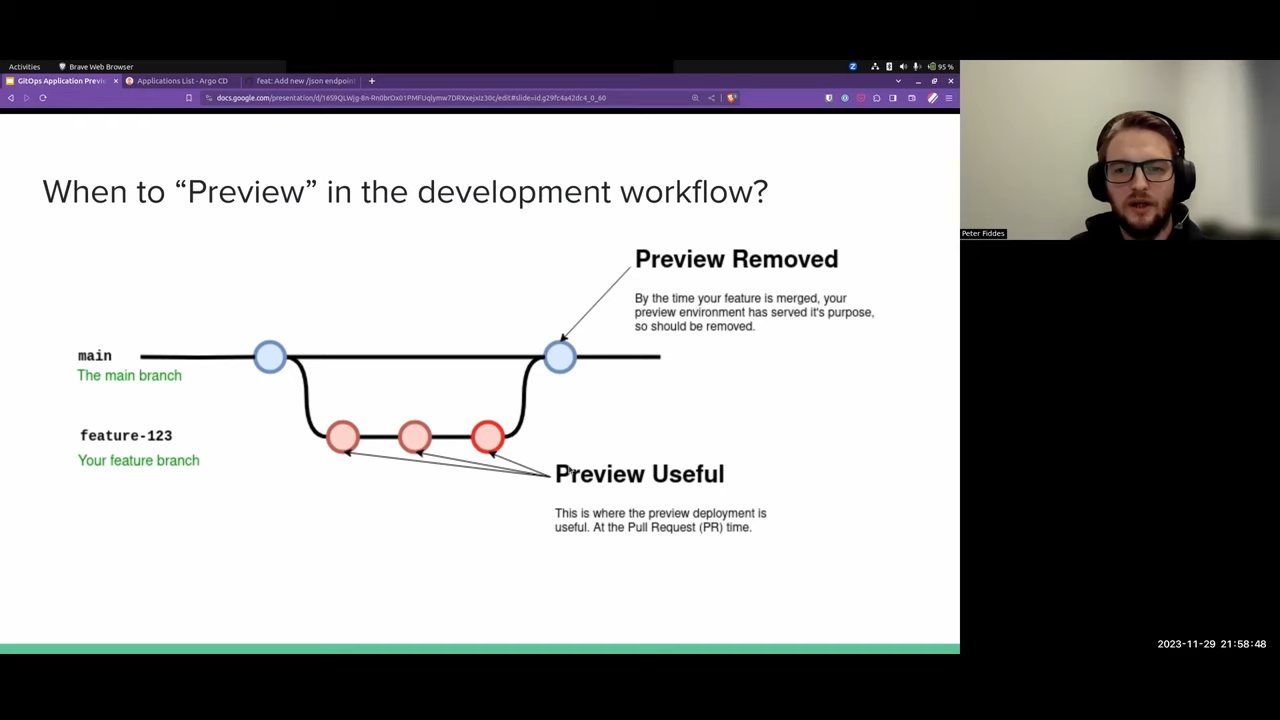 Activities
Brave Web Browser
95 %
GitOps Application Previe
Applications List - Argo CD
feat: Add new /json endpoint
When to “Preview” in the development workflow?
Preview Removed
By the time your feature is merged, your
preview environment has served it's purpose,
so should be removed.
main
The main branch
feature-123
Your feature branch
Preview Useful
This is where the preview deployment is
useful. At the Pull Request (PR) time.
Peter Fiddes
2023-11-29 21:58:48